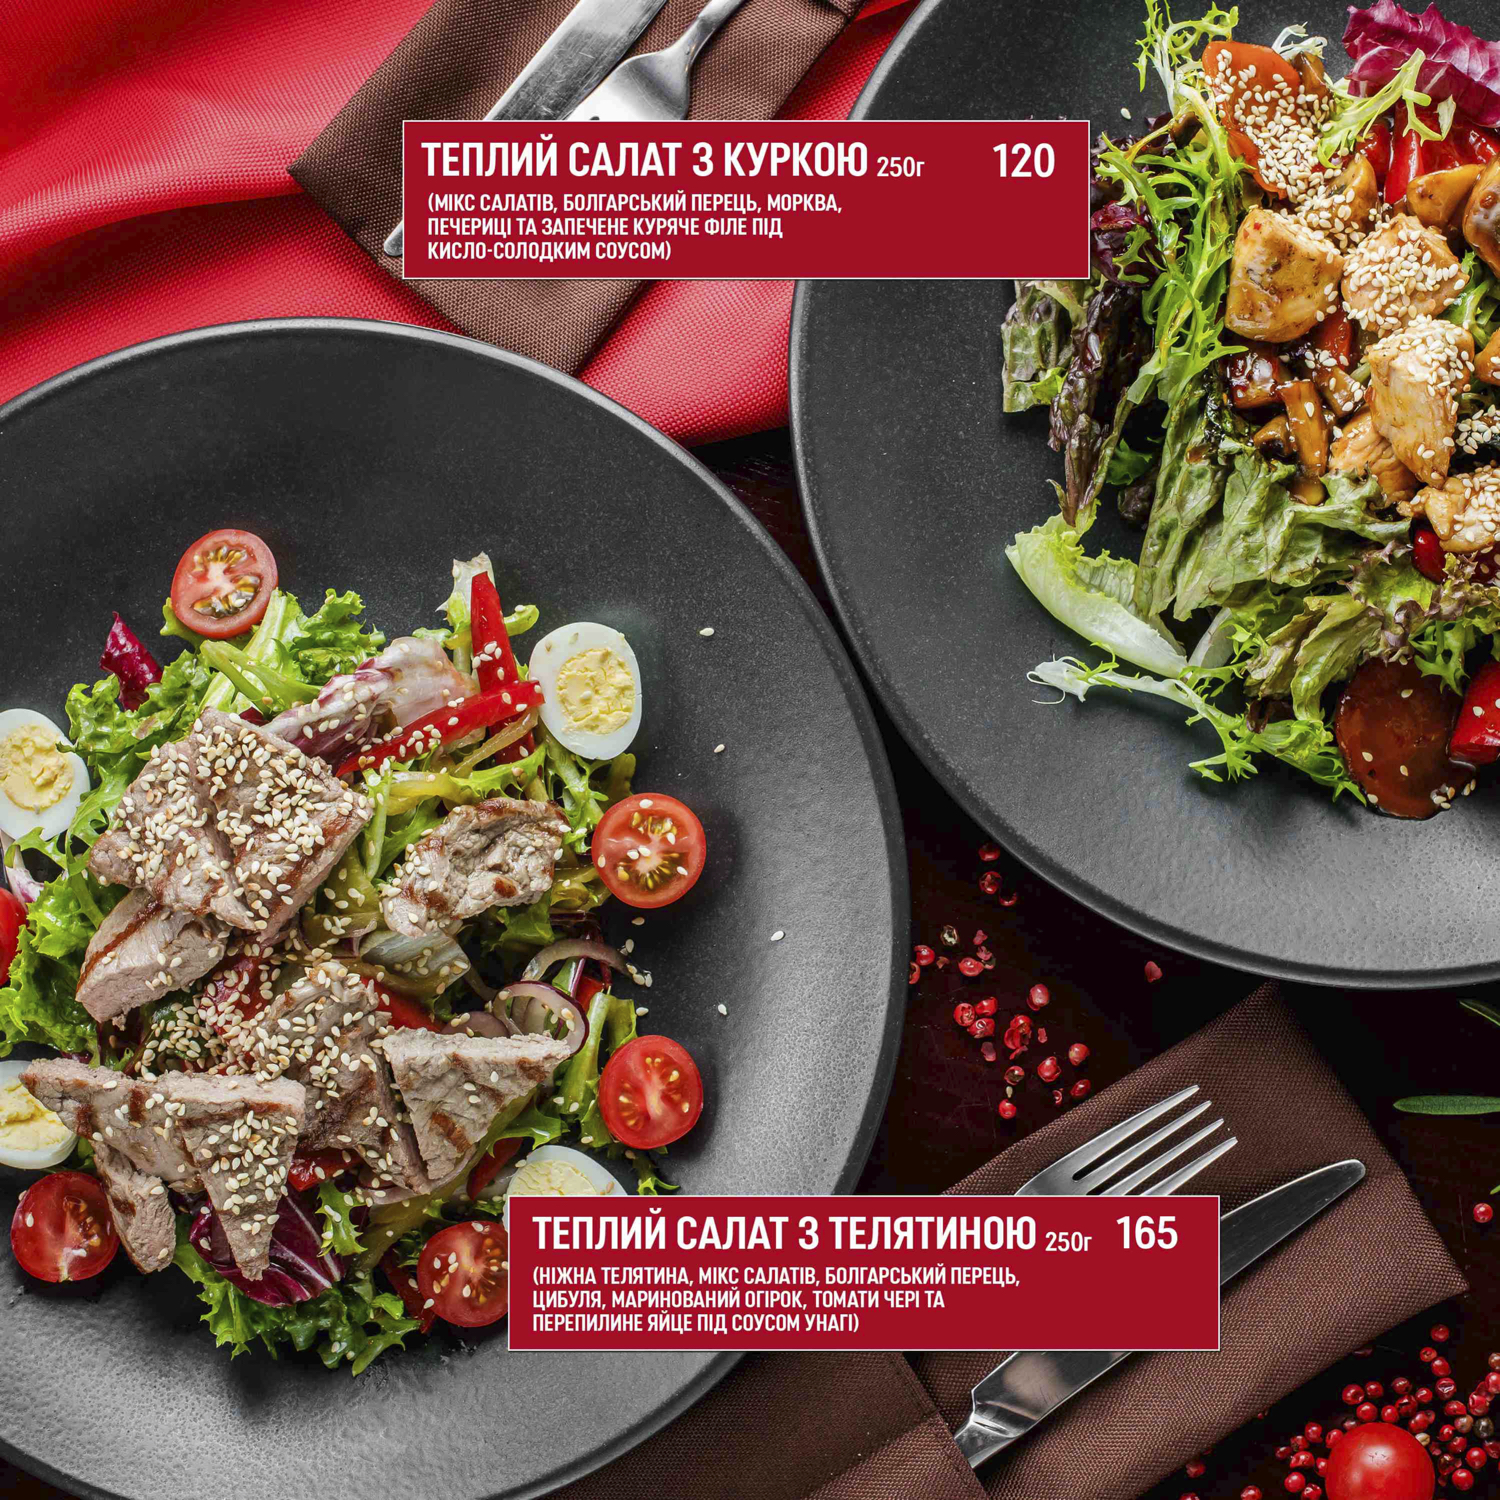 ТЕПЛИЙ САЛАТ З КУРКОЮ 250г 120
(МІКС САЛАТІВ, БОЛГАРСЬКИЙ ПЕРЕЦЬ, МОРКВА,
ПЕЧЕРИЦІ ТА ЗАПЕЧЕНЕ КУРЯЧЕ ФІЛЕ ПІД
КИСЛО-СОЛОДКИМ СОУСОМ)
ТЕПЛИЙ САЛАТ З ТЕЛЯТИНОЮ 250г 165
(НІЖНА ТЕЛЯТИНА, МІКС САЛАТІВ, БОЛГАРСЬКИЙ ПЕРЕЦЬ,
ЦИБУЛЯ, МАРИНОВАНИЙ ОГІРОК, ТОМАТИ ЧЕРІ ТА
ПЕРЕПИЛИНЕ ЯЙЦЕ ПІД СОУСОМ УНАГІ)